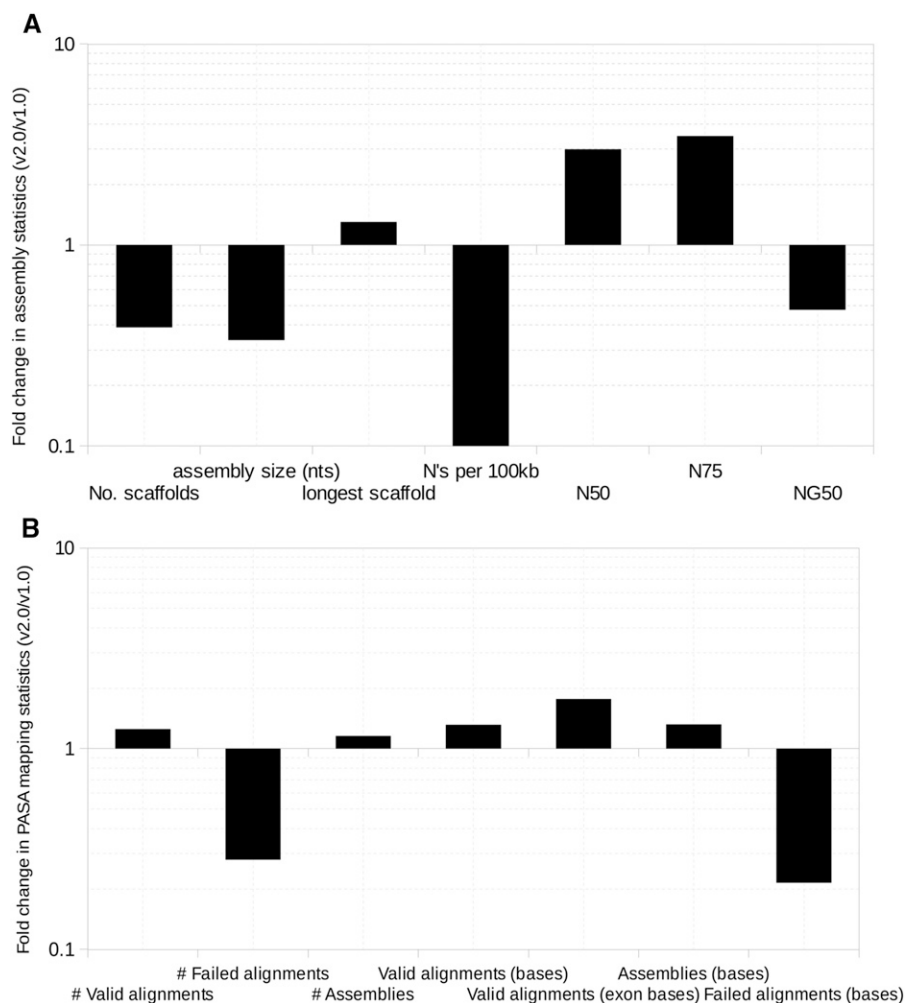 A
Fold change in assembly statistics (v2.0/v1.0)
10
1
0.1
assembly size (nts) N's per 100kb N75
No. scaffolds longest scaffold N50 NG50
B
Fold change in PASA mapping statistics (v2.0/v1.0)
10
1
0.1
# Failed alignments Valid alignments (bases) Assemblies (bases)
# Valid alignments # Assemblies Valid alignments (exon bases) Failed alignments (bases)